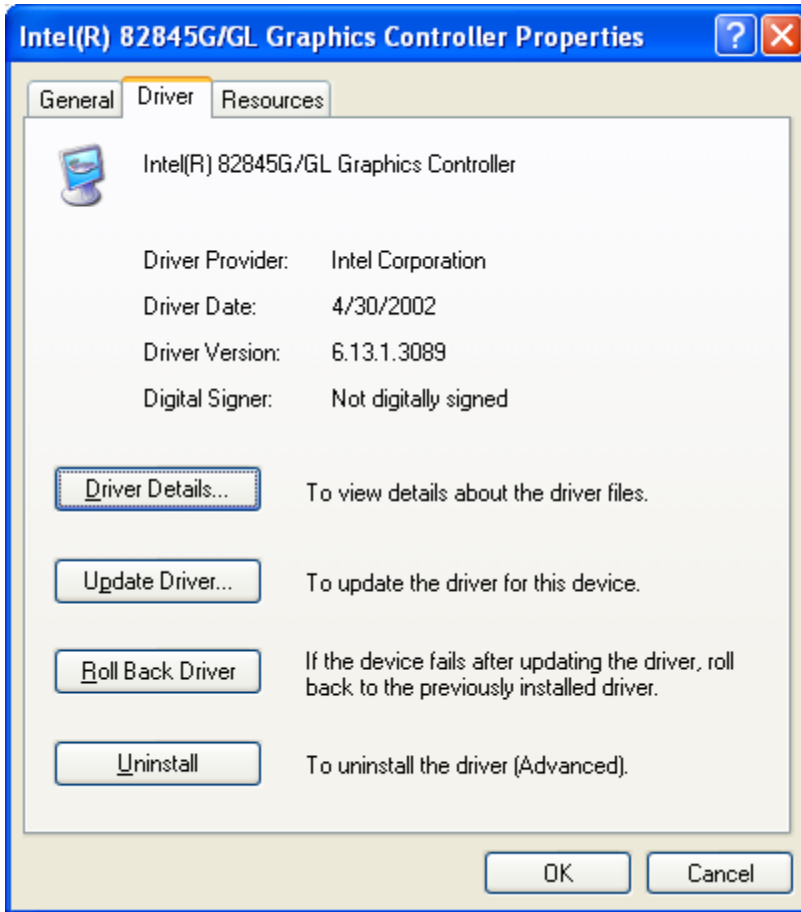 Intel(R) 82845G/GL Graphics Controller Properties
?
General Driver Resources
Intel(R) 82845G/GL Graphics Controller
Driver Provider: Intel Corporation
Driver Date: 4/30/2002
Driver Version: 6.13.1.3089
Digital Signer: Not digitally signed
Driver Details... To view details about the driver files.
Update Driver... To update the driver for this device.
Roll Back Driver If the device fails after updating the driver, roll
back to the previously installed driver.
Uninstall To uninstall the driver (Advanced).
OK Cancel